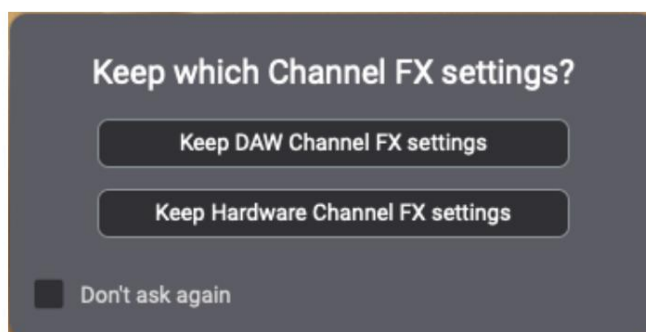 Keep which Channel FX settings?
Keep DAW Channel FX settings
Keep Hardware Channel FX settings
Don't ask again